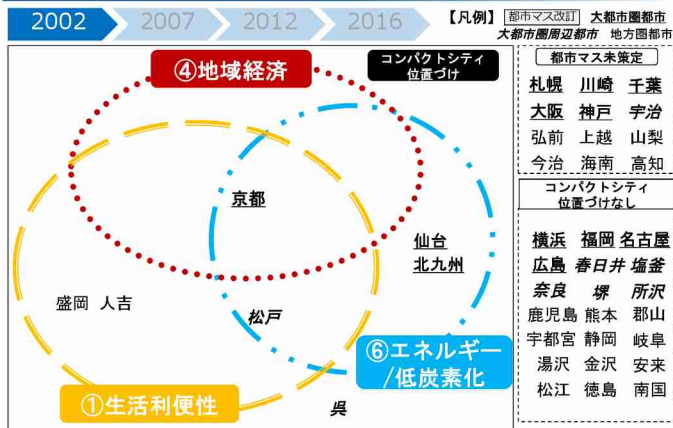 2002 2007 2012 2016
【凡例】 都市マス改訂 大都市圏都市
大都市圏周辺都市 地方圏都市
④地域経済
コンパクトシティ
位置づけ
都市マス未策定
札幌 川崎 千葉
大阪 神戸 宇治
弘前 上越 山梨
今治 海南 高知
コンパクトシティ
位置づけなし
横浜 福岡 名古屋
広島 春日井 塩釜
奈良 堺 所沢
鹿児島 熊本 郡山
宇都宮 静岡 岐阜
湯沢 金沢 安来
松江 徳島 南国
京都
仙台
北九州
盛岡 人吉
松戸
⑥エネルギー
/低炭素化
①生活利便性
呉